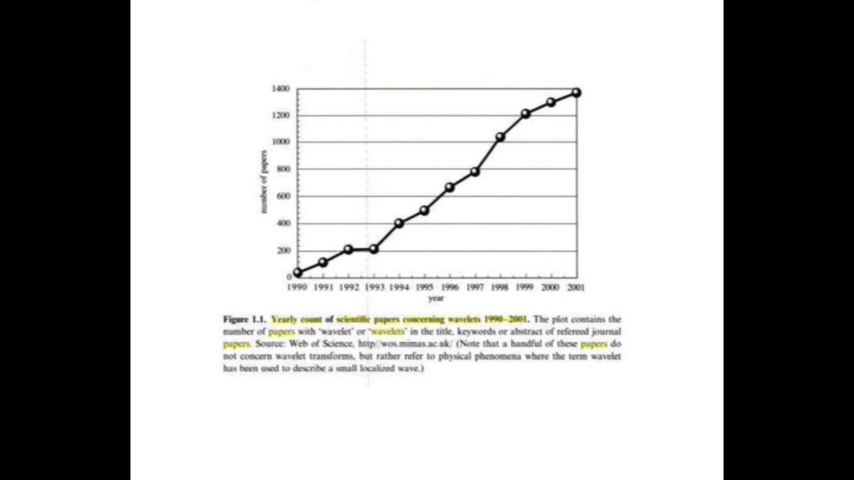 1400
1200
1000
800
600
400
200
0
number of papers
1990 1991 1992 1993 1994 1995 1996 1997 1998 1999 2000 2001
year
Figure 1.1. Yearly count of scientific papers concerning wavelets 1990–2001. The plot contains the
number of papers with 'wavelet' or 'wavelets' in the title, keywords or abstract of refereed journal
papers. Source: Web of Science, http//wos.mimas.ac.uk/ (Note that a handful of these papers do
not concern wavelet transforms, but rather refer to physical phenomena where the term wavelet
has been used to describe a small localized wave.)